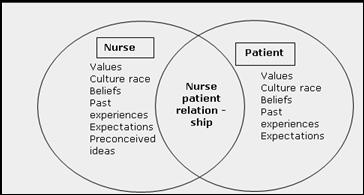 Nurse
Values
Culture race
Beliefs
Past
experiences
Expectations
Preconceived
ideas
Nurse
patient
relation -
ship
Patient
Values
Culture race
Beliefs
Past
experiences
Expectations